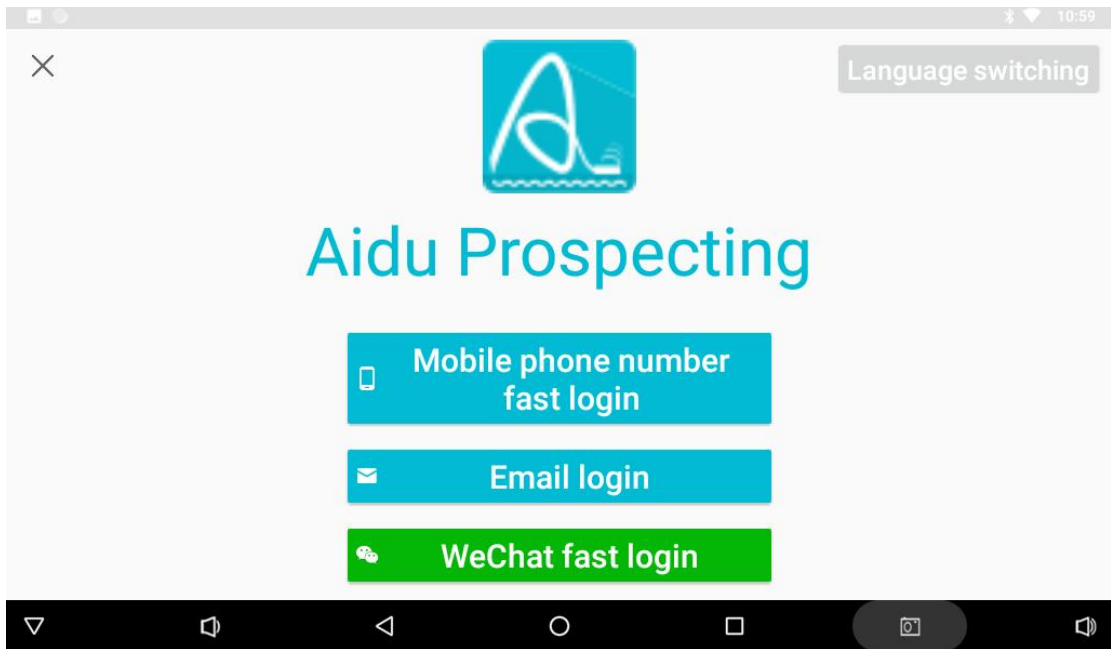 10:59
Language switching
Aidu Prospecting
Mobile phone number
fast login
Email login
WeChat fast login